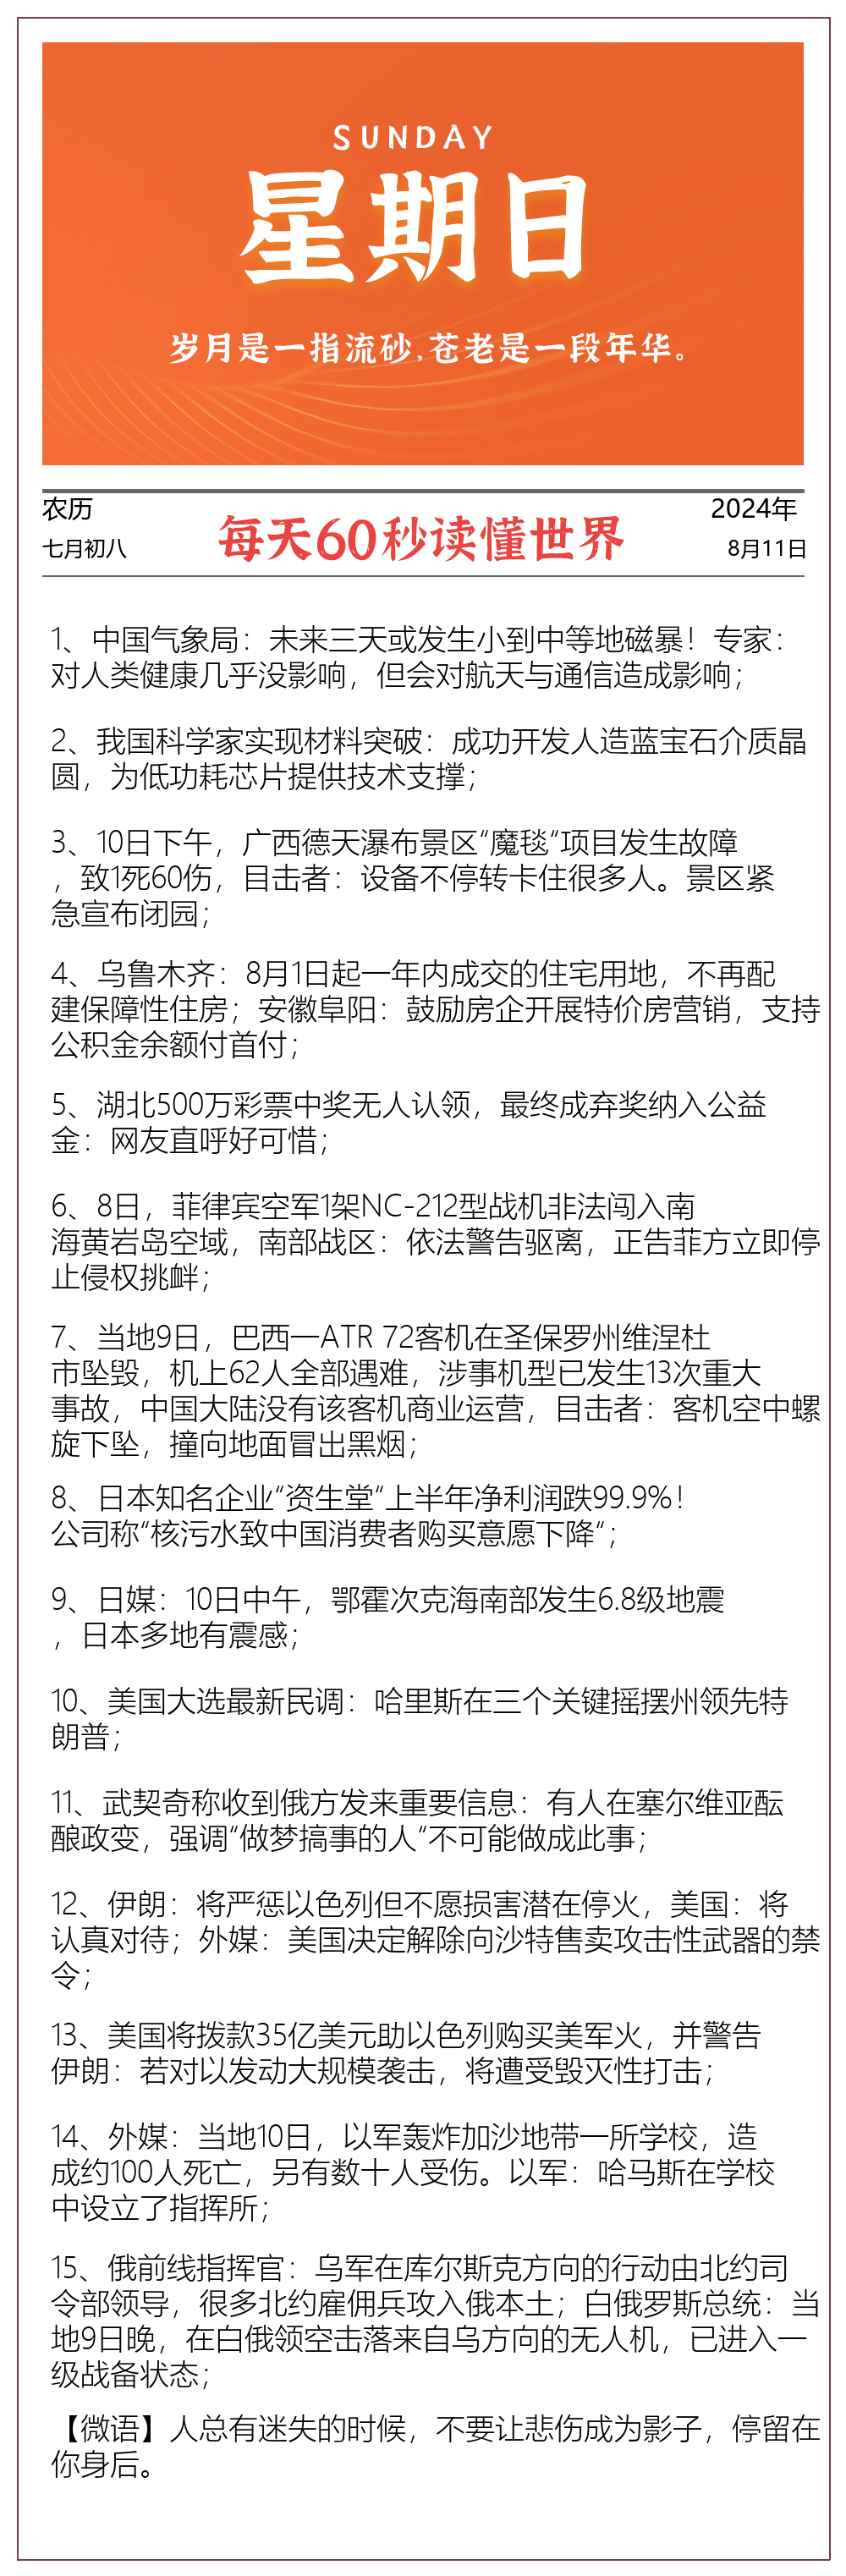 SUNDAY
星期日
岁月是一指流砂,苍老是一段年华。
农历
七月初八
每天60秒读懂世界
2024年
8月11日
1、中国气象局：未来三天或发生小到中等地磁暴！专家：
对人类健康几乎没影响，但会对航天与通信造成影响；
2、我国科学家实现材料突破：成功开发人造蓝宝石介质晶
圆，为低功耗芯片提供技术支撑；
3、10日下午，广西德天瀑布景区“魔毯“项目发生故障
，致1死60伤，目击者：设备不停转卡住很多人。景区紧
急宣布闭园；
4、乌鲁木齐：8月1日起一年内成交的住宅用地，不再配
建保障性住房；安徽阜阳：鼓励房企开展特价房营销，支持
公积金余额付首付；
5、湖北500万彩票中奖无人认领，最终成弃奖纳入公益
金：网友直呼好可惜；
6、8日，菲律宾空军1架NC-212型战机非法闯入南
海黄岩岛空域，南部战区：依法警告驱离，正告菲方立即停
止侵权挑衅；
7、当地9日，巴西一ATR 72客机在圣保罗州维涅杜
市坠毁，机上62人全部遇难，涉事机型已发生13次重大
事故，中国大陆没有该客机商业运营，目击者：客机空中螺
旋下坠，撞向地面冒出黑烟；
8、日本知名企业“资生堂“上半年净利润跌99.9%！
公司称“核污水致中国消费者购买意愿下降“；
9、日媒：10日中午，鄂霍次克海南部发生6.8级地震
，日本多地有震感；
10、美国大选最新民调：哈里斯在三个关键摇摆州领先特
朗普；
11、武契奇称收到俄方发来重要信息：有人在塞尔维亚酝
酿政变，强调“做梦搞事的人“不可能做成此事；
12、伊朗：将严惩以色列但不愿损害潜在停火，美国：将
认真对待；外媒：美国决定解除向沙特售卖攻击性武器的禁
令；
13、美国将拨款35亿美元助以色列购买美军火，并警告
伊朗：若对以发动大规模袭击，将遭受毁灭性打击；
14、外媒：当地10日，以军轰炸加沙地带一所学校，造
成约100人死亡，另有数十人受伤。以军：哈马斯在学校
中设立了指挥所；
15、俄前线指挥官：乌军在库尔斯克方向的行动由北约司
令部领导，很多北约雇佣兵攻入俄本土；白俄罗斯总统：当
地9日晚，在白俄领空击落来自乌方向的无人机，已进入一
级战备状态；
【微语】人总有迷失的时候，不要让悲伤成为影子，停留在
你身后。